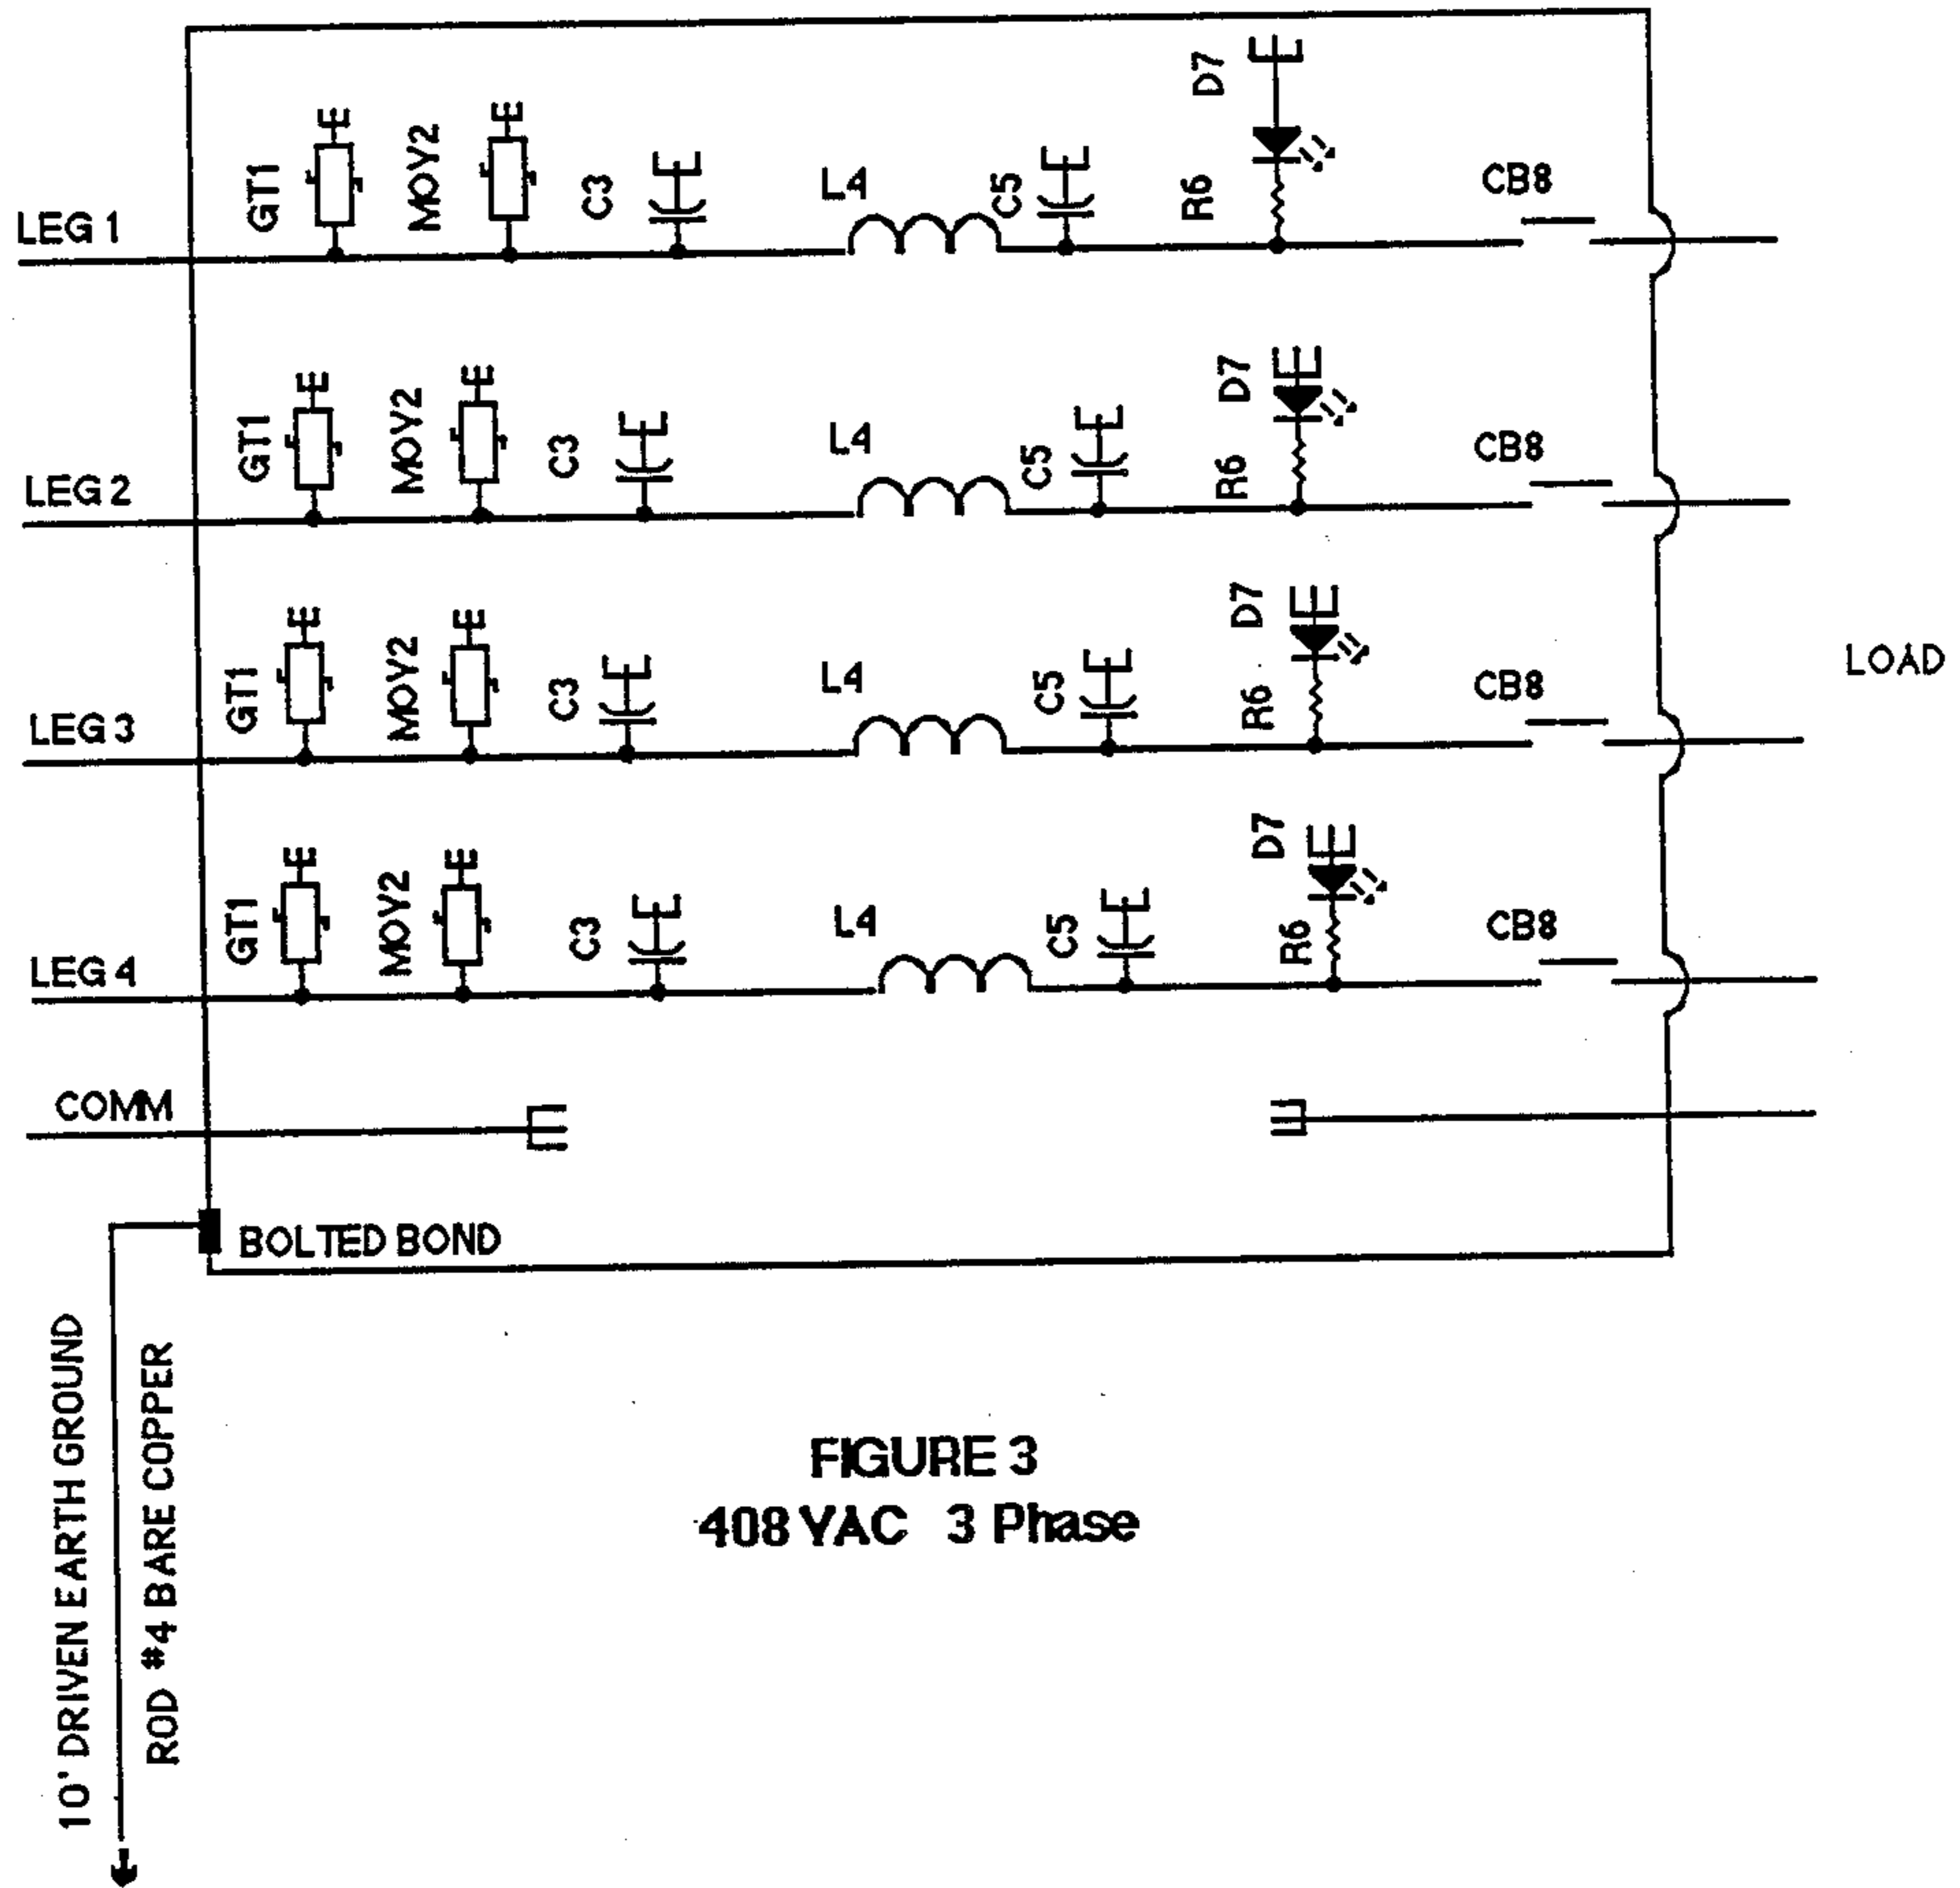 D7
GT1
MOV2
C3
L4
C5
R6
CB8
LEG 1
D7
GT1
MOV2
C3
L4
C5
R6
CB8
LEG 2
D7
GT1
MOV2
C3
L4
C5
R6
CB8
LEG 3
LOAD
D7
GT1
MOV2
C3
L4
C5
R6
CB8
LEG 4
COMM
BOLTED BOND
10' DRIVEN EARTH GROUND
ROD #4 BARE COPPER
FIGURE 3
408 VAC 3 Phase